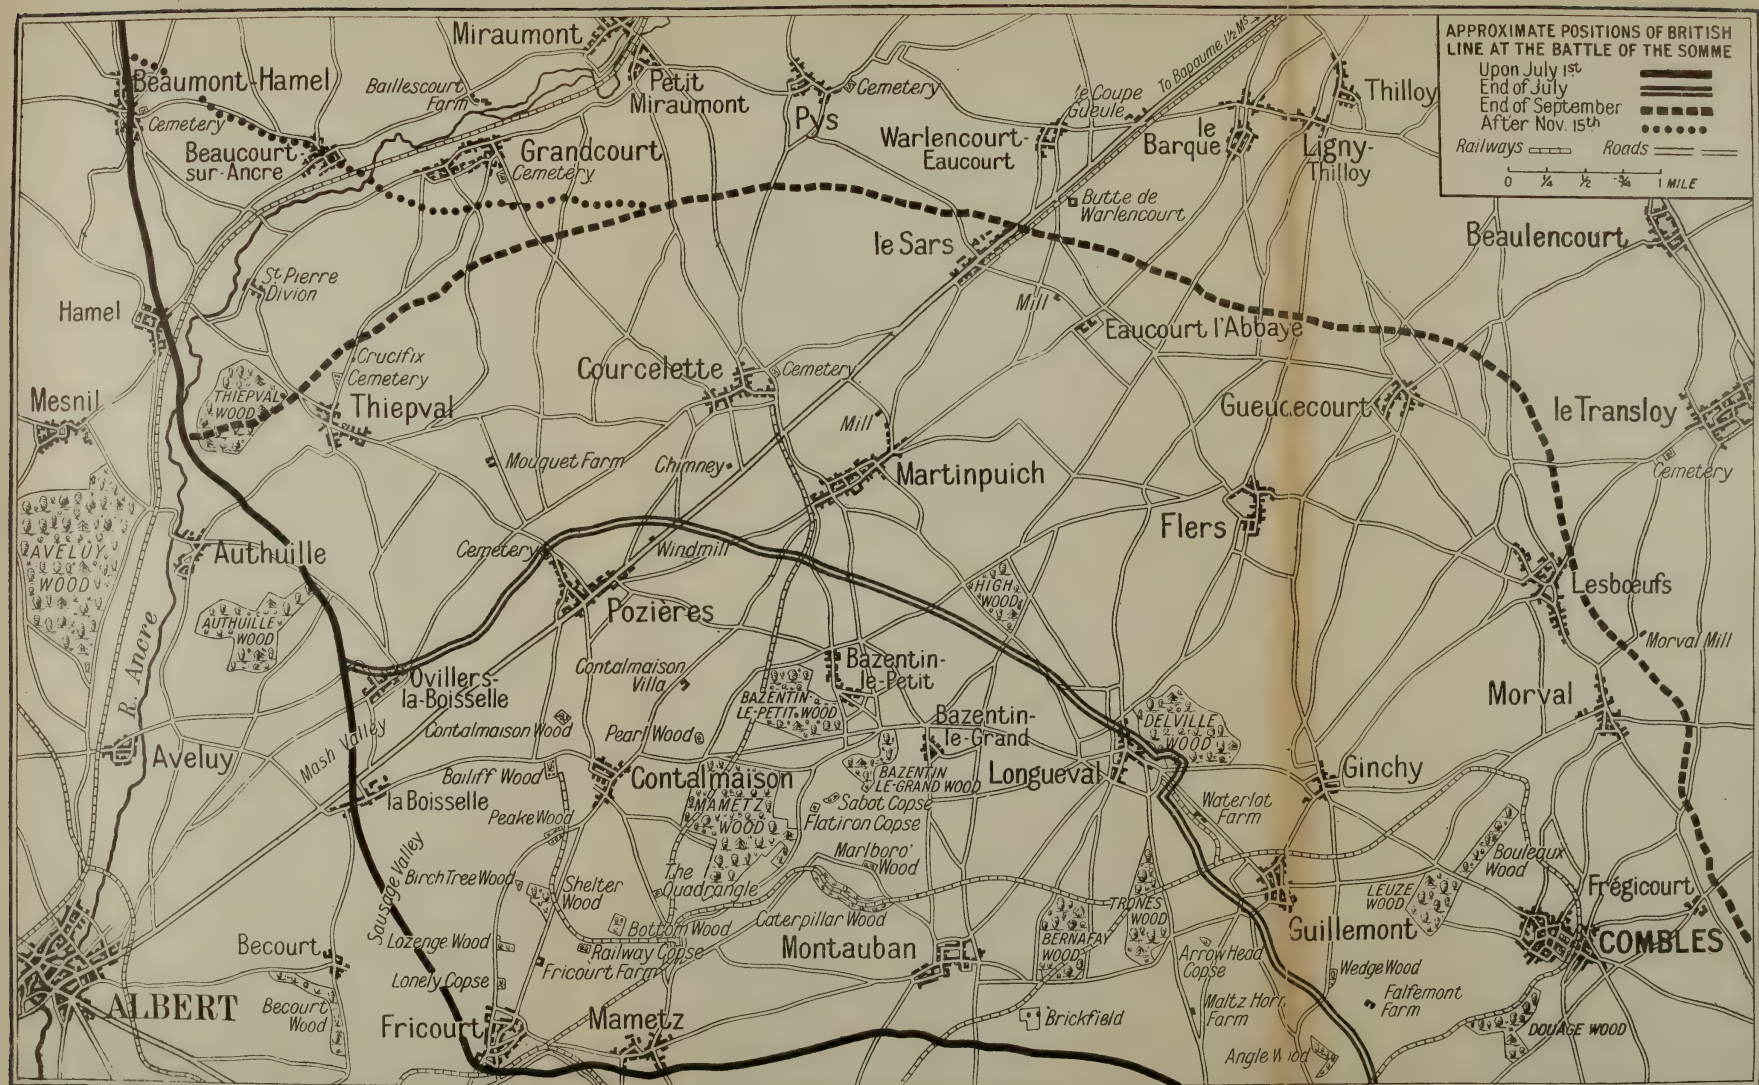 APPROXIMATE POSITIONS OF BRITISH
LINE AT THE BATTLE OF THE SOMME
Upon July 1st
End of July
End of September
After Nov. 15th
Railways
Roads
0 ¼ ½ ¾ 1 MILE
Miraumont
Beaumont-Hamel
Cemetery
Baillescourt
Farm
Petit
Miraumont
Pys
Cemetery
To Bapaume 1½ Ms
le Coupe
Gueule
Thilloy
Warlencourt-
Eaucourt
le
Barque
Ligny-
Thilloy
Beaucourt
sur-Ancre
Grandcourt
Cemetery
Butte de
Warlencourt
le Sars
Beaulencourt
St Pierre
Divion
Hamel
Mill
Eaucourt l'Abbaye
Crucifix
Cemetery
Courcelette
Cemetery
THIEPVAL
WOOD
Thiepval
Mesnil
Gueudecourt
le Transloy
Mill
Mouquet Farm
Chimney
Martinpuich
Cemetery
Flers
AVELUY
WOOD
Authuille
Cemetery
Windmill
HIGH
WOOD
Lesbœufs
AUTHUILLE
WOOD
Pozières
R. Ancre
Morval Mill
Ovillers-
la-Boisselle
Contalmaison
Villa
Bazentin-
le-Petit
BAZENTIN-
LE-PETIT-WOOD
Morval
Mash Valley
Contalmaison Wood
Pearl Wood
Bazentin-
le-Grand
DELVILLE
WOOD
Aveluy
Bailiff Wood
Contalmaison
BAZENTIN
LE-GRAND WOOD
Longueval
Ginchy
la Boisselle
MAMETZ
WOOD
Sabot Copse
Flatiron Copse
Waterlot
Farm
Peake Wood
Sausage Valley
Marlboro'
Wood
Bouleaux
Wood
Birch Tree Wood
Shelter
Wood
The
Quadrangle
TRONES
WOOD
LEUZE
WOOD
Frégicourt
Caterpillar Wood
Bottom Wood
Guillemont
COMBLES
Becourt
Lozenge Wood
Railway Copse
Montauban
BERNAFAY
WOOD
Arrow Head
Copse
Wedge Wood
Lonely Copse
Fricourt Farm
Falfemont
Farm
ALBERT
Becourt
Wood
Fricourt
Mametz
Brickfield
Maltz Horn
Farm
DOUAGE WOOD
Angle Wood